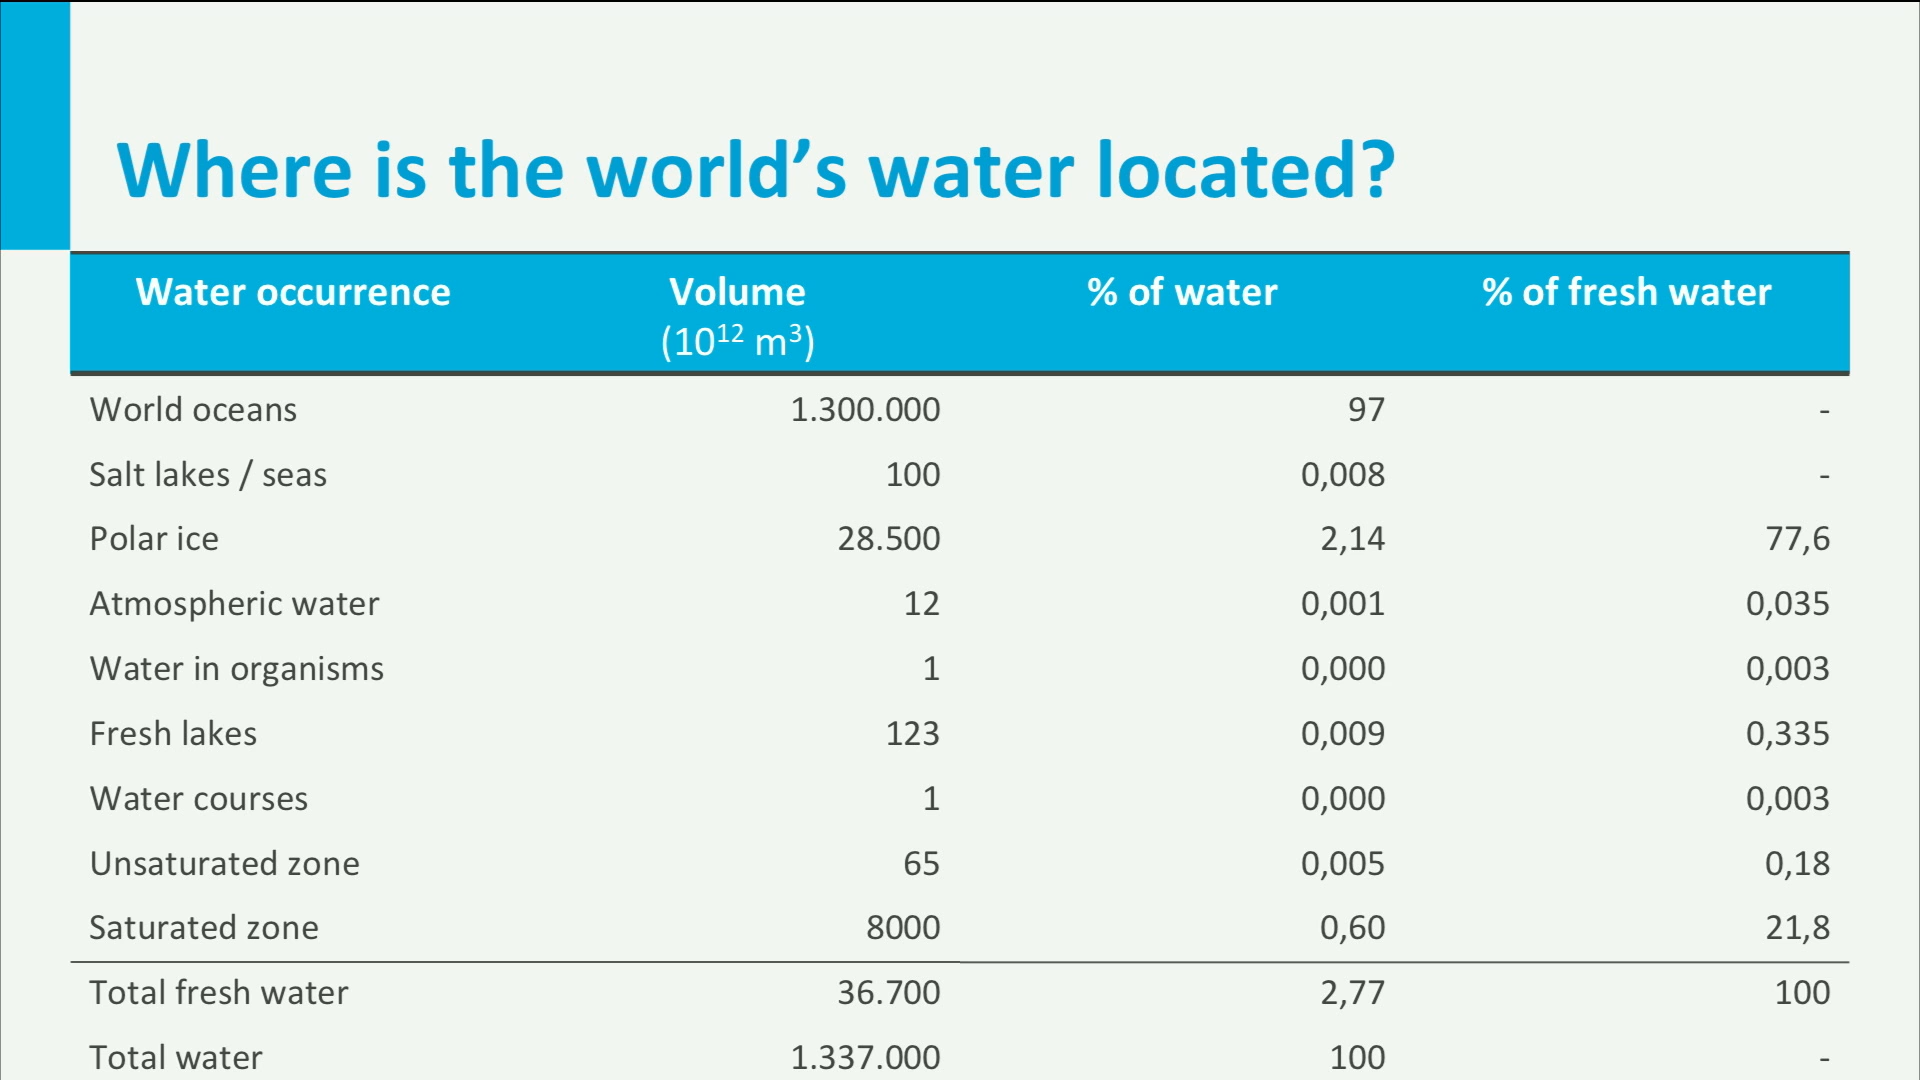 Where is the world’s water located?
Water occurrence Volume % of water % of fresh water
(10¹² m³)
World oceans 1.300.000 97 -
Salt lakes / seas 100 0,008 -
Polar ice 28.500 2,14 77,6
Atmospheric water 12 0,001 0,035
Water in organisms 1 0,000 0,003
Fresh lakes 123 0,009 0,335
Water courses 1 0,000 0,003
Unsaturated zone 65 0,005 0,18
Saturated zone 8000 0,60 21,8
Total fresh water 36.700 2,77 100
Total water 1.337.000 100 -